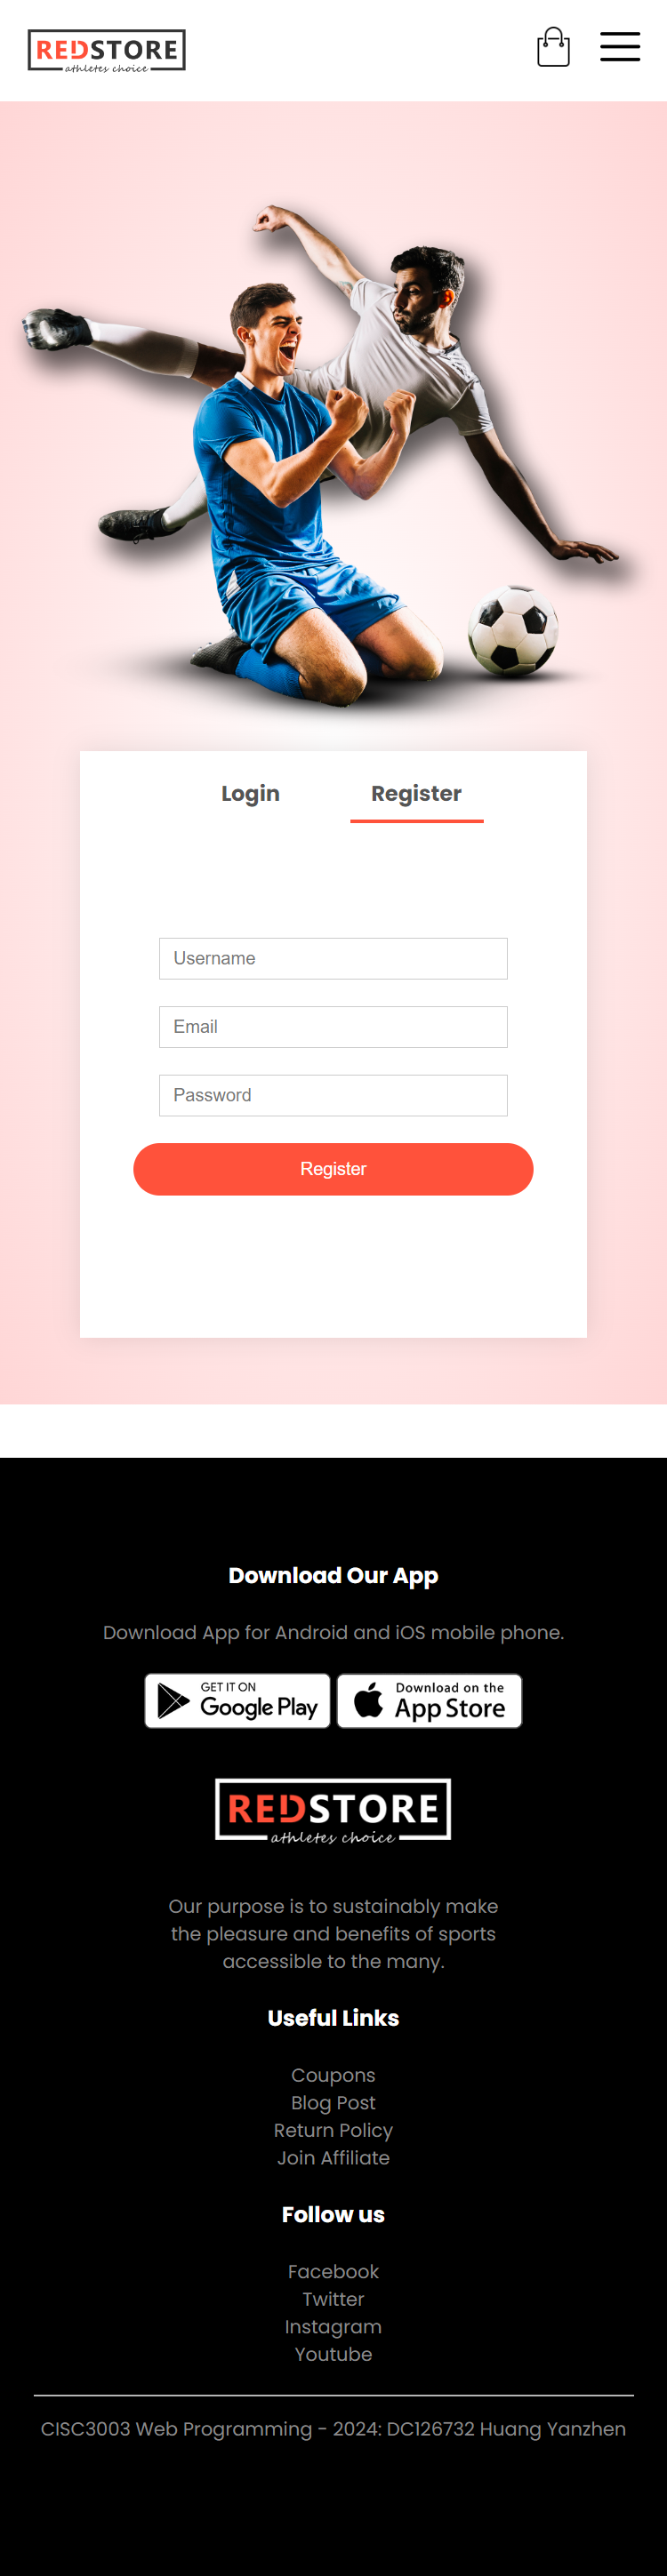 REDSTORE
athletes choice
Login Register
Username
Email
Password
Register
Download Our App
Download App for Android and iOS mobile phone.
GET IT ON
Google Play
Download on the
App Store
REDSTORE
athletes choice
Our purpose is to sustainably make
the pleasure and benefits of sports
accessible to the many.
Useful Links
Coupons
Blog Post
Return Policy
Join Affiliate
Follow us
Facebook
Twitter
Instagram
Youtube
CISC3003 Web Programming - 2024: DC126732 Huang Yanzhen